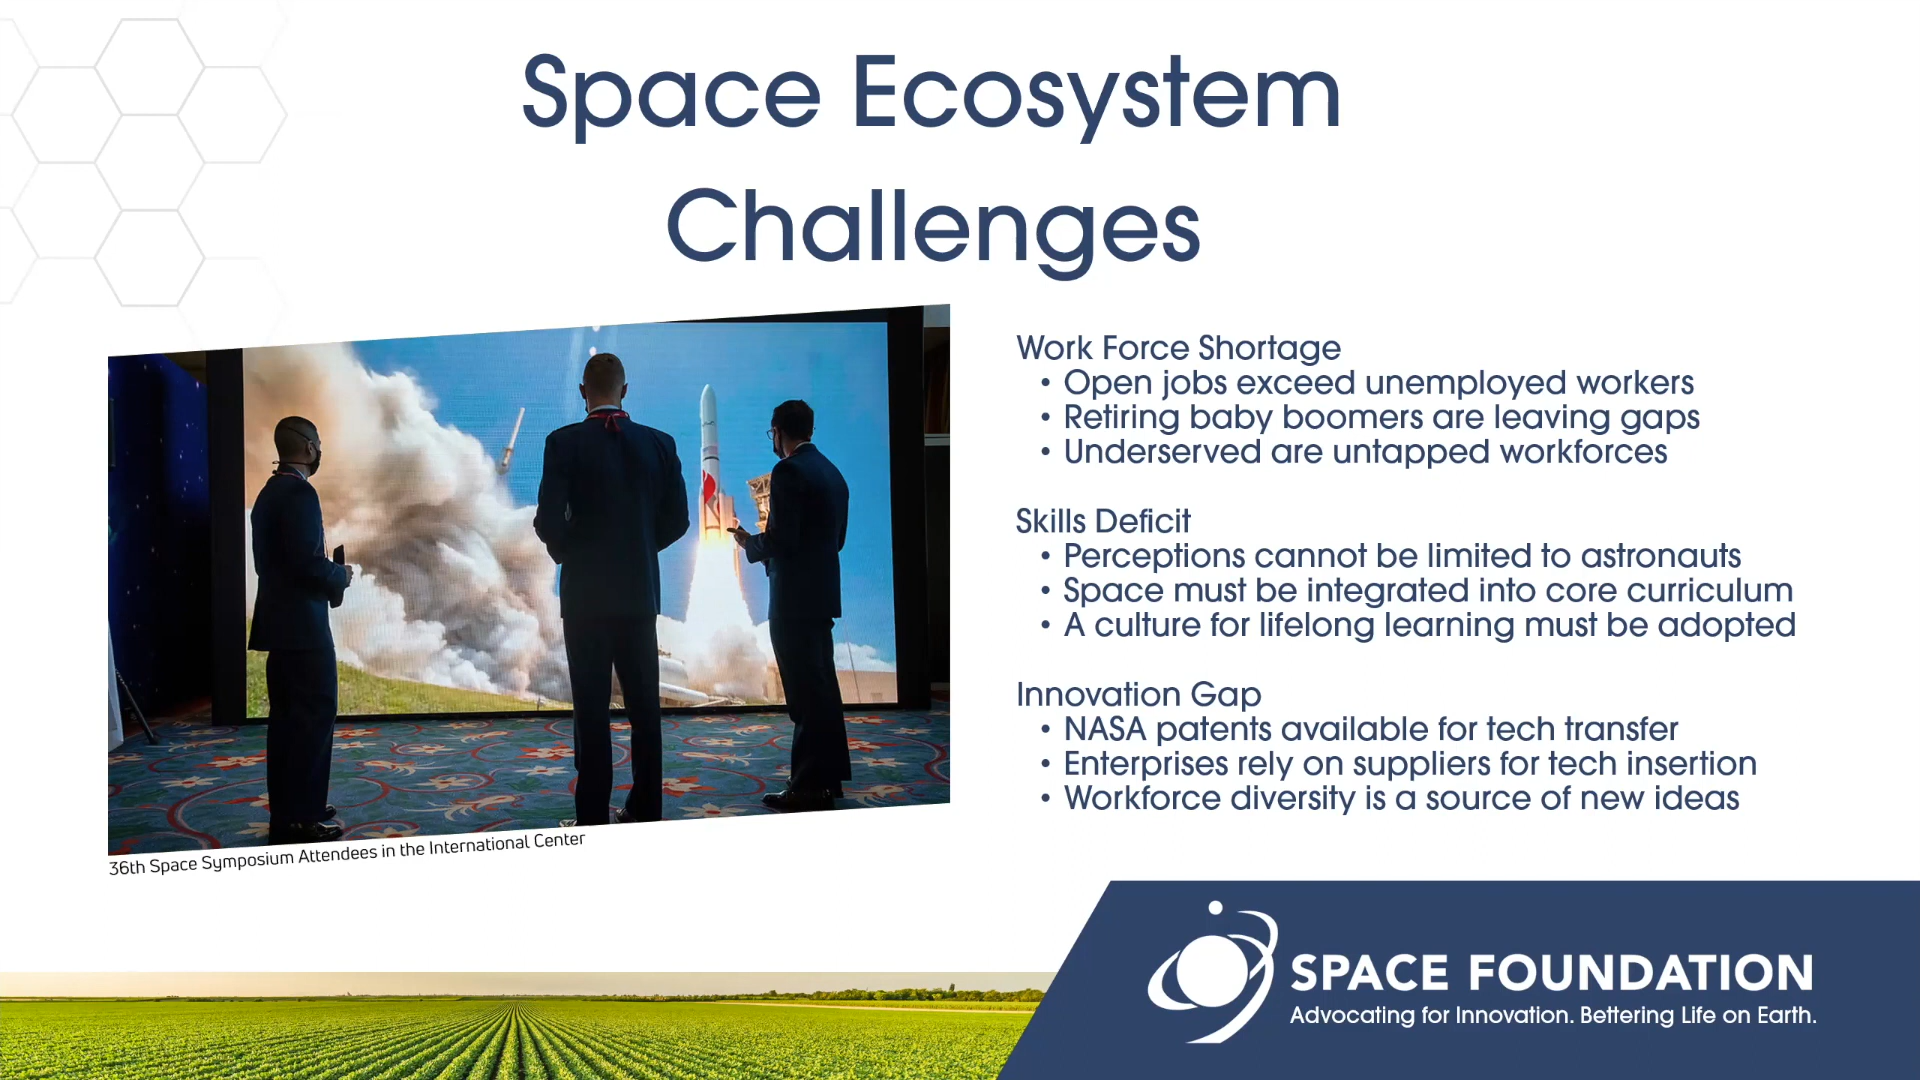 Space Ecosystem
Challenges
Work Force Shortage
• Open jobs exceed unemployed workers
• Retiring baby boomers are leaving gaps
• Underserved are untapped workforces
Skills Deficit
• Perceptions cannot be limited to astronauts
• Space must be integrated into core curriculum
• A culture for lifelong learning must be adopted
Innovation Gap
• NASA patents available for tech transfer
• Enterprises rely on suppliers for tech insertion
• Workforce diversity is a source of new ideas
36th Space Symposium Attendees in the International Center
SPACE FOUNDATION
Advocating for Innovation. Bettering Life on Earth.